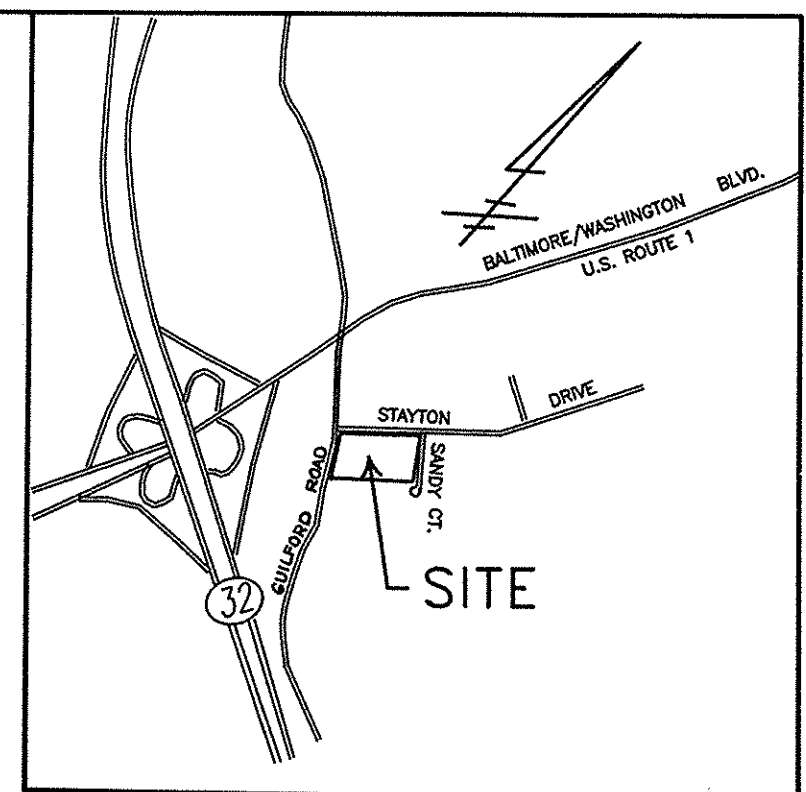 BALTIMORE/WASHINGTON BLVD.
U.S. ROUTE 1
STAYTON DRIVE
SANDY CT.
GUILFORD ROAD
SITE
32